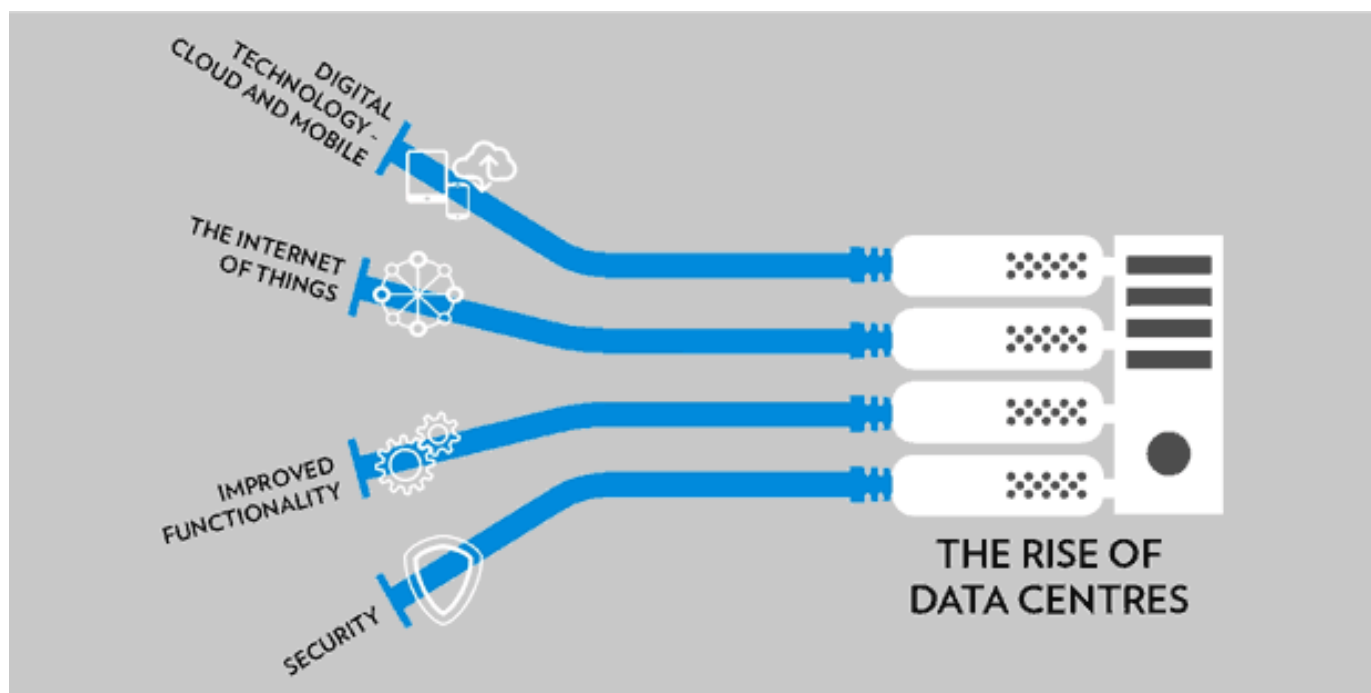 DIGITAL
TECHNOLOGY -
CLOUD AND MOBILE
THE INTERNET
OF THINGS
IMPROVED
FUNCTIONALITY
SECURITY
THE RISE OF
DATA CENTRES